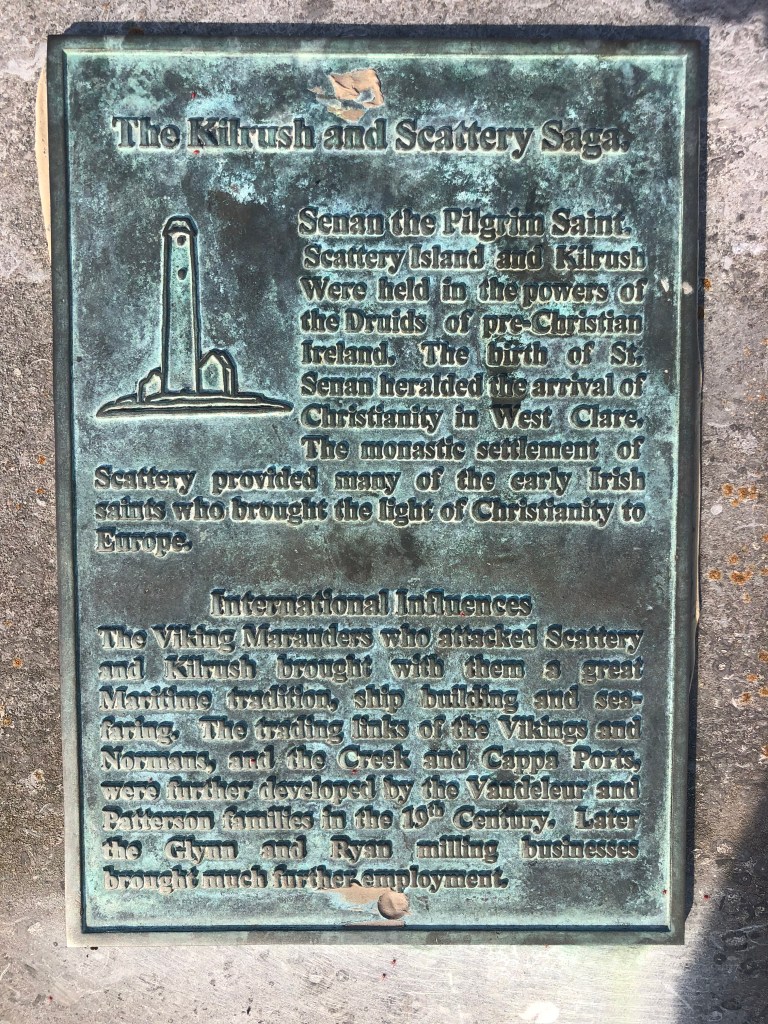 The Kilrush and Scattery Saga.
Senan the Pilgrim Saint.
Scattery Island and Kilrush
Were held in the powers of
the Druids of pre-Christian
Ireland. The birth of St.
Senan heralded the arrival of
Christianity in West Clare.
The monastic settlement of
Scattery provided many of the early Irish
saints who brought the light of Christianity to
Europe.
International Influences
The Viking Marauders who attacked Scattery
and Kilrush brought with them a great
Maritime tradition, ship building and sea-
faring. The trading links of the Vikings and
Normans, and the Creek and Cappa Ports,
were further developed by the Vandeleur and
Patterson families in the 19th Century. Later
the Glynn and Ryan milling businesses
brought much further employment.